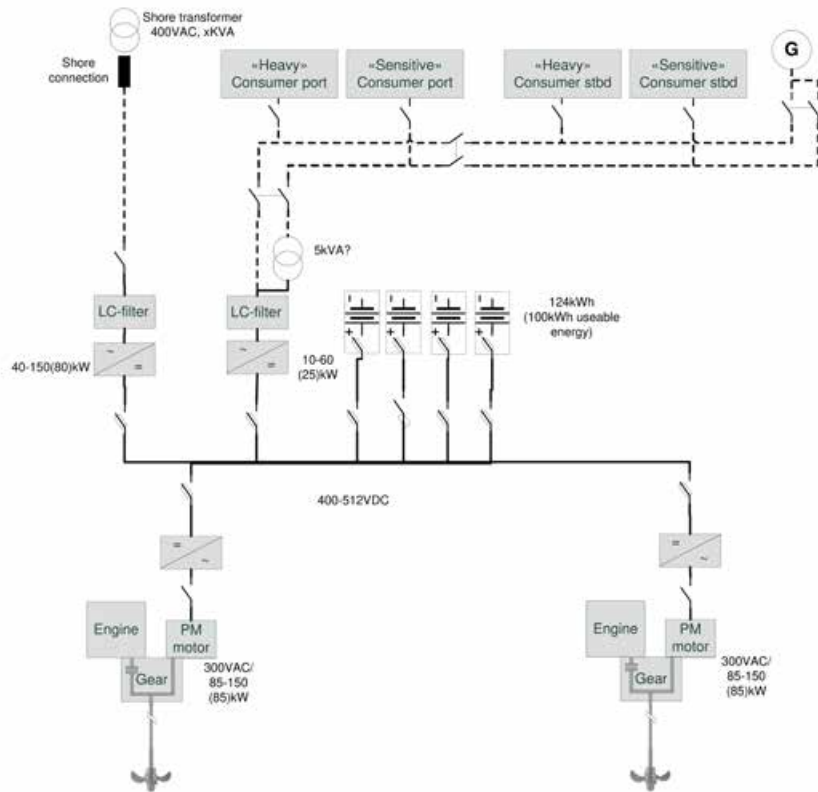 Shore transformer
400VAC, xKVA
Shore
connection
«Heavy»
Consumer port
«Sensitive»
Consumer port
«Heavy»
Consumer stbd
«Sensitive»
Consumer stbd
G
5kVA?
LC-filter
LC-filter
124kWh
(100kWh useable
energy)
40-150(80)kW
10-60
(25)kW
400-512VDC
Engine
PM
motor
Gear
300VAC/
85-150
(85)kW
Engine
PM
motor
Gear
300VAC/
85-150
(85)kW